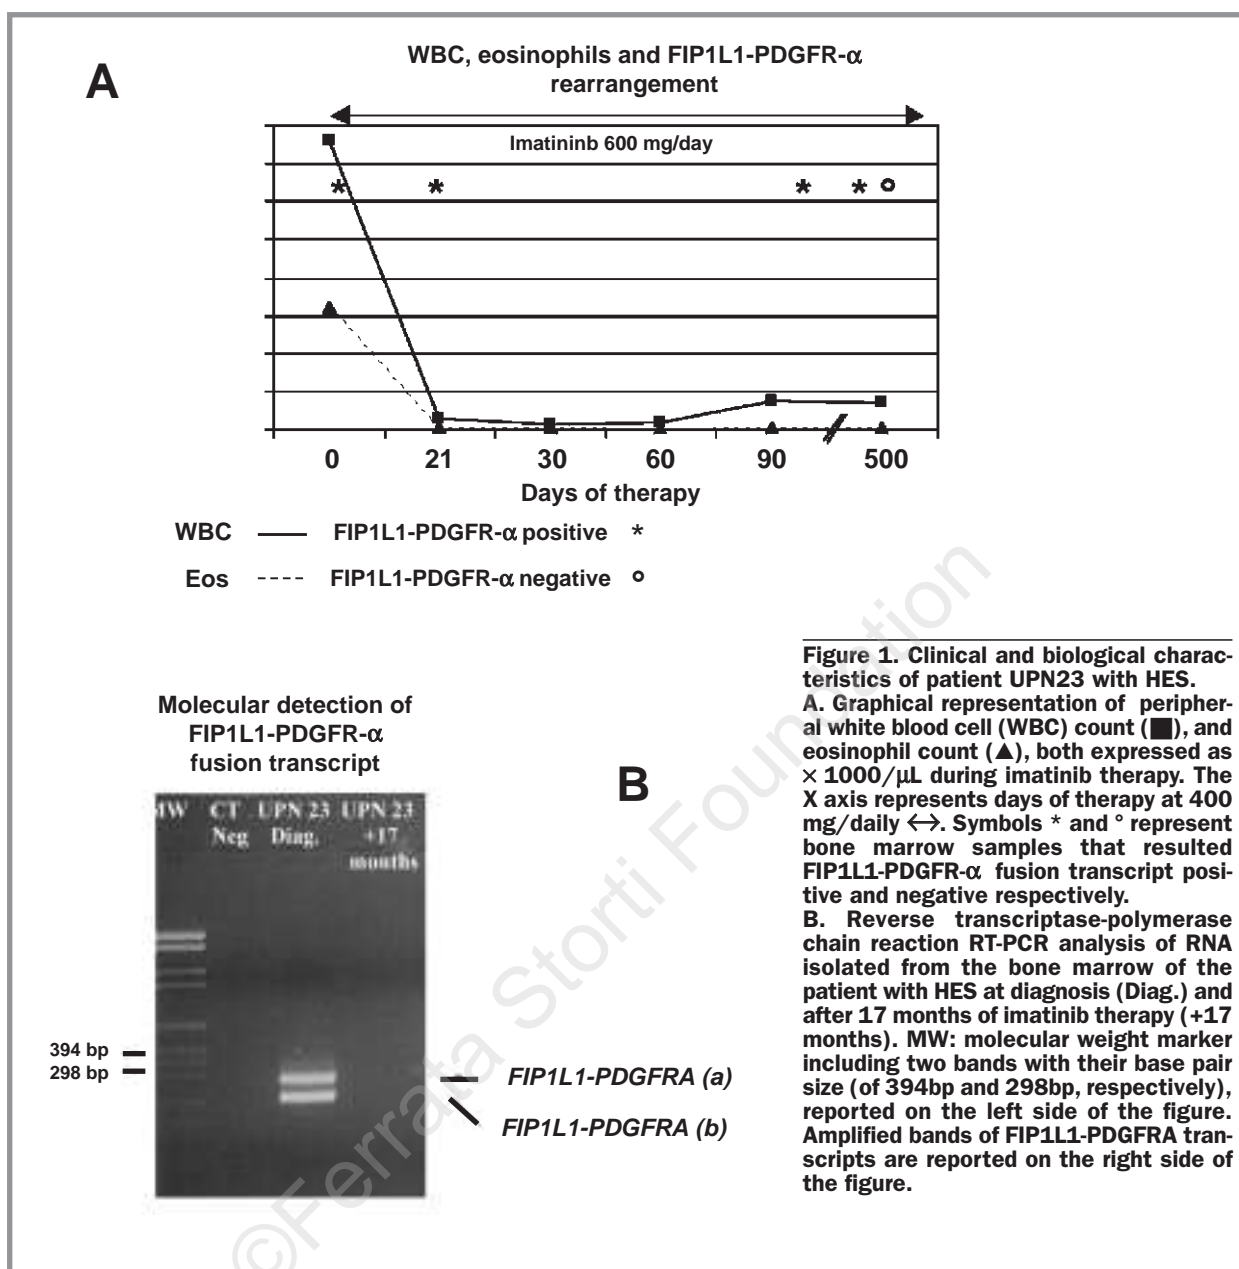 A
WBC, eosinophils and FIP1L1-PDGFR-α
rearrangement
Imatininb 600 mg/day
* * * * °
0 21 30 60 90 500
Days of therapy
WBC FIP1L1-PDGFR-α positive *
Eos ---- FIP1L1-PDGFR-α negative °
Molecular detection of
FIP1L1-PDGFR-α
fusion transcript
B
MW CT UPN 23 UPN 23
Neg Diag. +17
months
394 bp
298 bp
FIP1L1-PDGFRA (a)
FIP1L1-PDGFRA (b)
Figure 1. Clinical and biological charac-
teristics of patient UPN23 with HES.
A. Graphical representation of peripher-
al white blood cell (WBC) count (■), and
eosinophil count (▲), both expressed as
× 1000/μL during imatinib therapy. The
X axis represents days of therapy at 400
mg/daily ↔. Symbols * and ° represent
bone marrow samples that resulted
FIP1L1-PDGFR-α fusion transcript posi-
tive and negative respectively.
B. Reverse transcriptase-polymerase
chain reaction RT-PCR analysis of RNA
isolated from the bone marrow of the
patient with HES at diagnosis (Diag.) and
after 17 months of imatinib therapy (+17
months). MW: molecular weight marker
including two bands with their base pair
size (of 394bp and 298bp, respectively),
reported on the left side of the figure.
Amplified bands of FIP1L1-PDGFRA tran-
scripts are reported on the right side of
the figure.
©Ferrata Storti Foundation